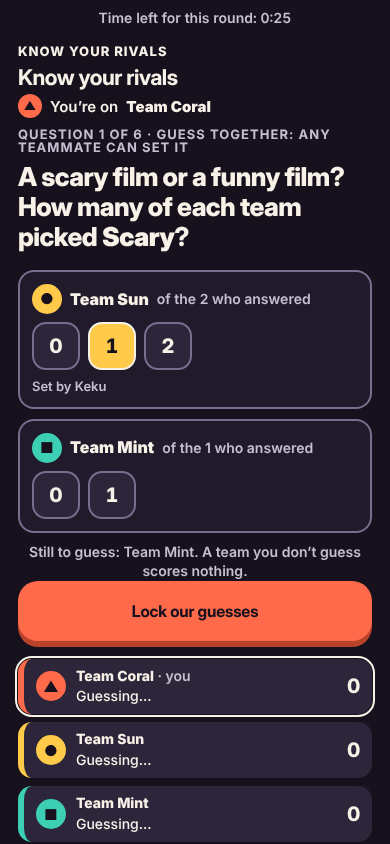 Time left for this round: 0:25
KNOW YOUR RIVALS
Know your rivals
You're on Team Coral
QUESTION 1 OF 6 · GUESS TOGETHER: ANY
TEAMMATE CAN SET IT
A scary film or a funny film?
How many of each team
picked Scary?
Team Sun of the 2 who answered
0 1 2
Set by Keku
Team Mint of the 1 who answered
0 1
Still to guess: Team Mint. A team you don't guess
scores nothing.
Lock our guesses
Team Coral · you
Guessing...
0
Team Sun
Guessing...
0
Team Mint
Guessing...
0